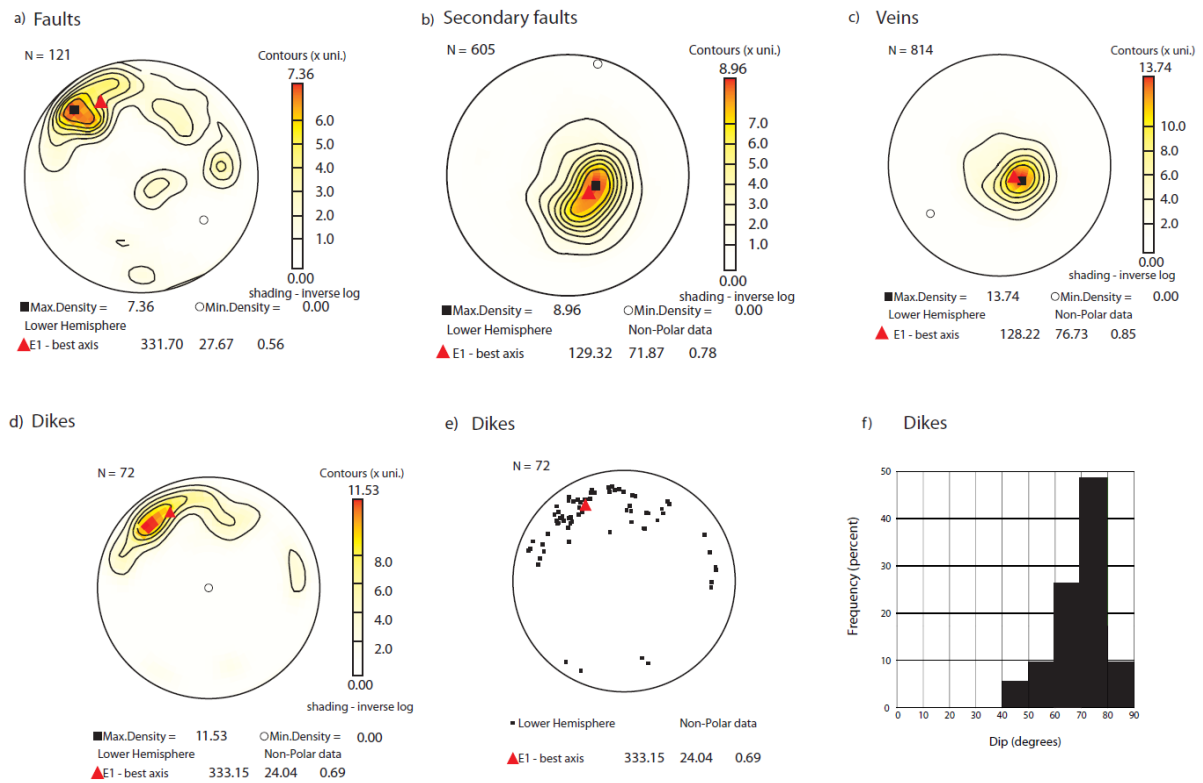 a) Faults
N = 121
Contours (x uni.)
7.36
6.0
5.0
4.0
3.0
2.0
1.0
0.00
shading - inverse log
■Max.Density = 7.36 ○Min.Density = 0.00
Lower Hemisphere
▲E1 - best axis 331.70 27.67 0.56
b) Secondary faults
N = 605
Contours (x uni.)
8.96
7.0
6.0
5.0
4.0
3.0
2.0
1.0
0.00
shading - inverse log
■Max.Density = 8.96 ○Min.Density = 0.00
Lower Hemisphere Non-Polar data
▲E1 - best axis 129.32 71.87 0.78
c) Veins
N = 814
Contours (x uni.)
13.74
10.0
8.0
6.0
4.0
2.0
0.00
shading - inverse log
■Max.Density = 13.74 ○Min.Density = 0.00
Lower Hemisphere Non-Polar data
▲ E1 - best axis 128.22 76.73 0.85
d) Dikes
N = 72
Contours (x uni.)
11.53
8.0
6.0
4.0
2.0
0.00
shading - inverse log
■Max.Density = 11.53 ○Min.Density = 0.00
Lower Hemisphere Non-Polar data
▲E1 - best axis 333.15 24.04 0.69
e) Dikes
N = 72
▪ Lower Hemisphere Non-Polar data
▲E1 - best axis 333.15 24.04 0.69
f) Dikes
Frequency (percent)
50
40
30
20
10
0
0 10 20 30 40 50 60 70 80 90
Dip (degrees)